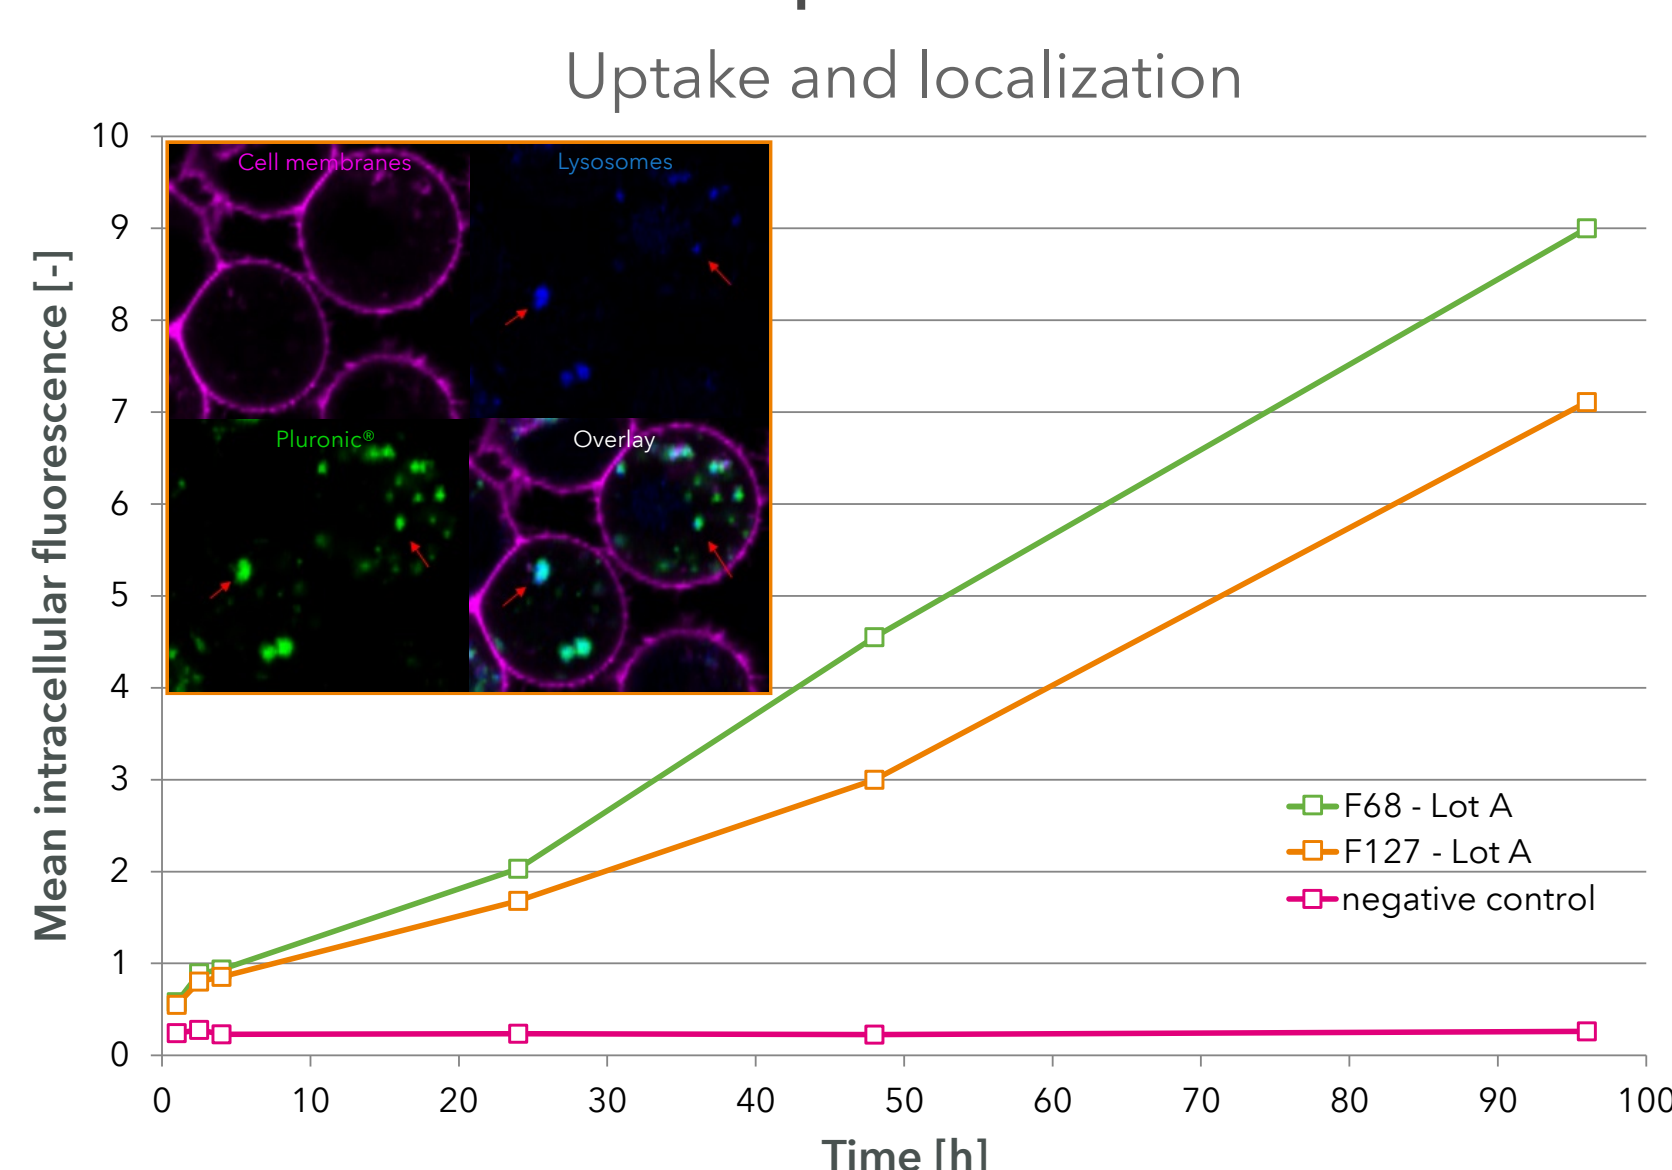 Uptake and localization
Mean intracellular fluorescence [-]
10
9
8
7
6
5
4
3
2
1
0
Cell membranes
Lysosomes
Pluronic®
Overlay
F68 - Lot A
F127 - Lot A
negative control
0 10 20 30 40 50 60 70 80 90 100
Time [h]